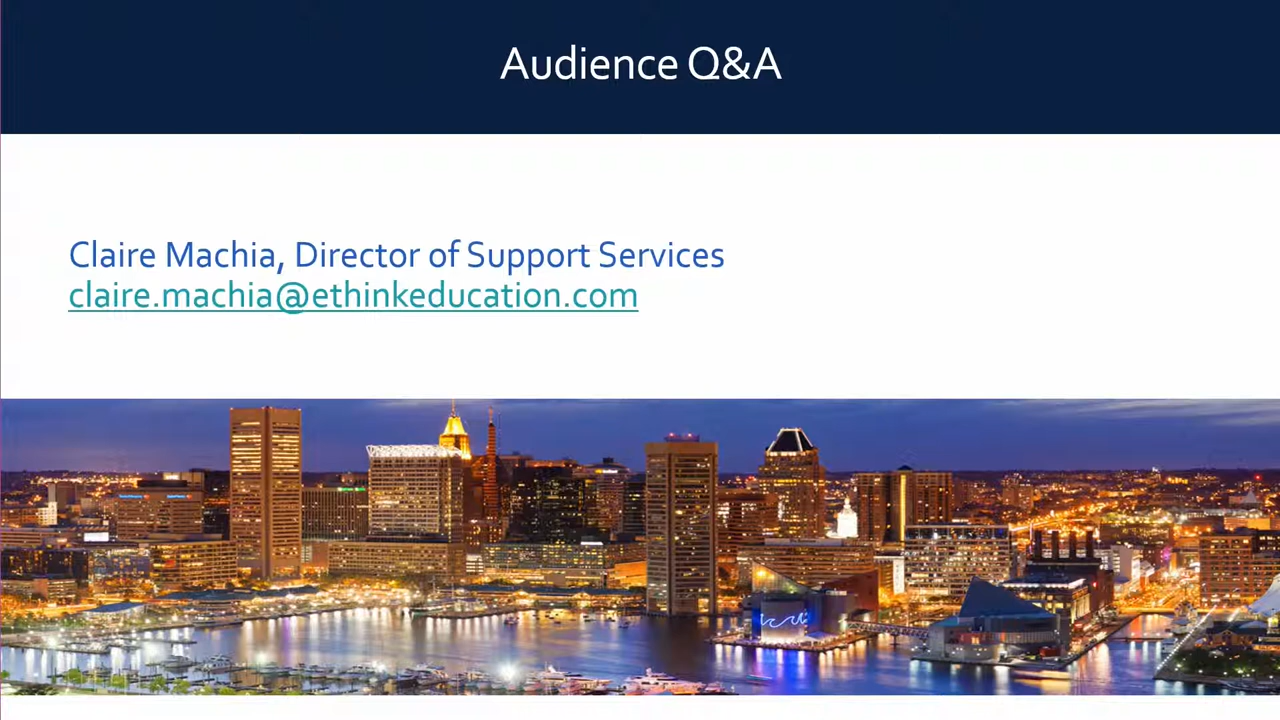 Audience Q&A
Claire Machia, Director of Support Services
claire.machia@ethinkeducation.com